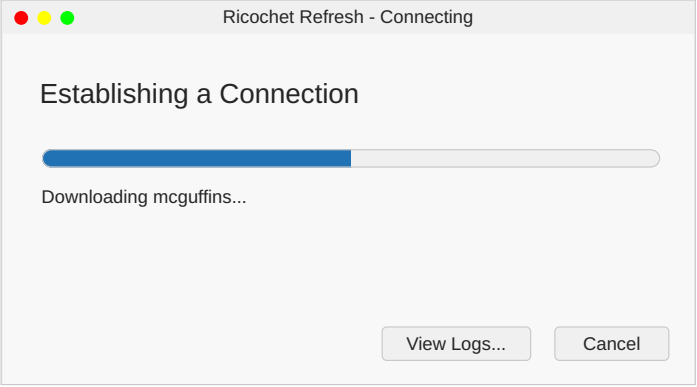 Ricochet Refresh - Connecting
Establishing a Connection
Downloading mcguffins...
View Logs...
Cancel